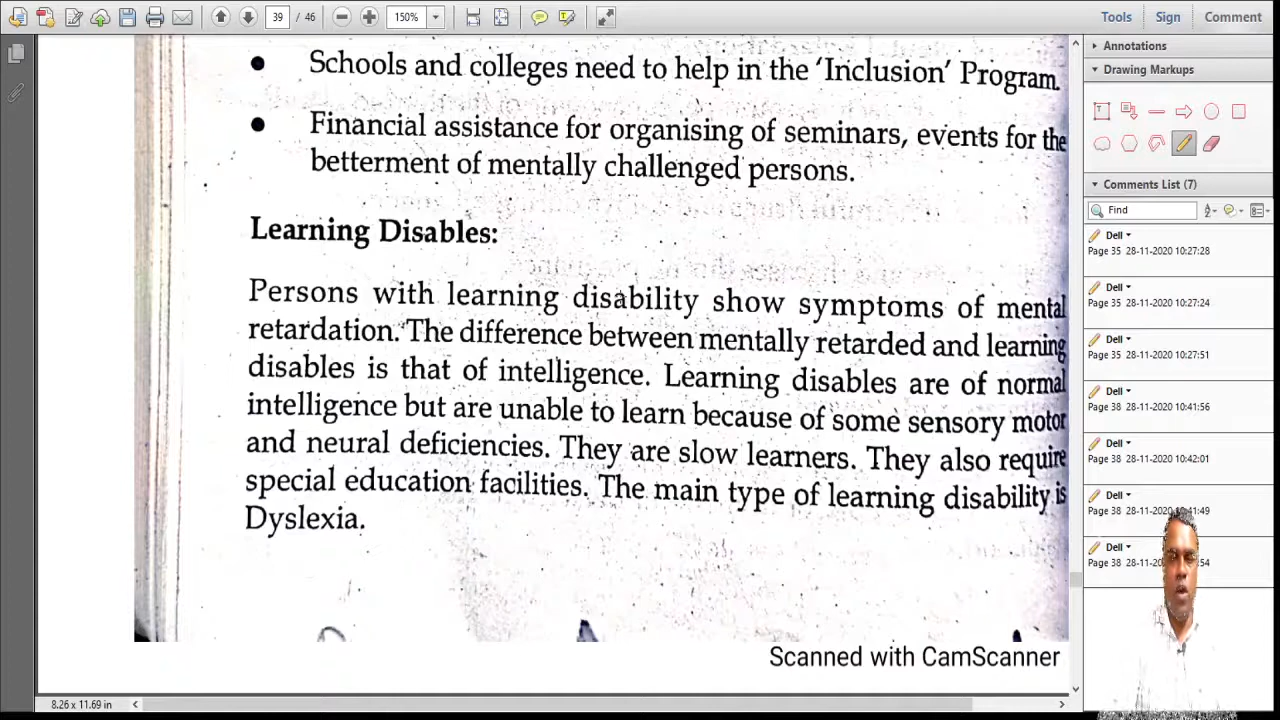 39 / 46
150%
Tools
Sign
Comment
Schools and colleges need to help in the ‘Inclusion’ Program.
Financial assistance for organising of seminars, events for the
betterment of mentally challenged persons.
Learning Disables:
Persons with learning disability show symptoms of mental
retardation. The difference between mentally retarded and learning
disables is that of intelligence. Learning disables are of normal
intelligence but are unable to learn because of some sensory motor
and neural deficiencies. They are slow learners. They also require
special education facilities. The main type of learning disability is
Dyslexia.
Scanned with CamScanner
8.26 x 11.69 in
Annotations
Drawing Markups
Comments List (7)
Find
Dell
Page 35 28-11-2020 10:27:28
Dell
Page 35 28-11-2020 10:27:24
Dell
Page 35 28-11-2020 10:27:51
Dell
Page 38 28-11-2020 10:41:56
Dell
Page 38 28-11-2020 10:42:01
Dell
Page 38 28-11-2020
Dell
Page 38